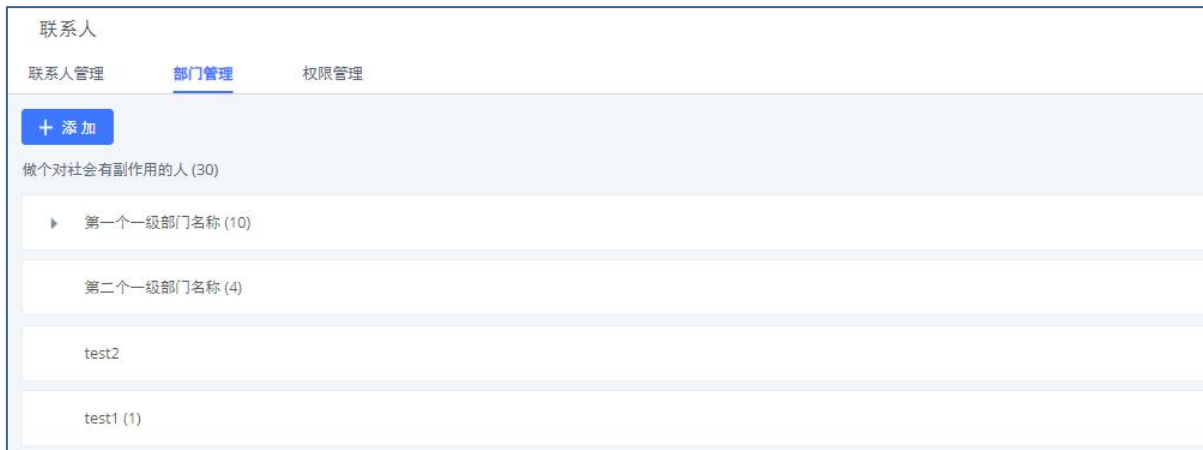 联系人
联系人管理 部门管理 权限管理
添加
做个对社会有副作用的人 (30)
第一个一级部门名称 (10)
第二个一级部门名称 (4)
test2
test1 (1)